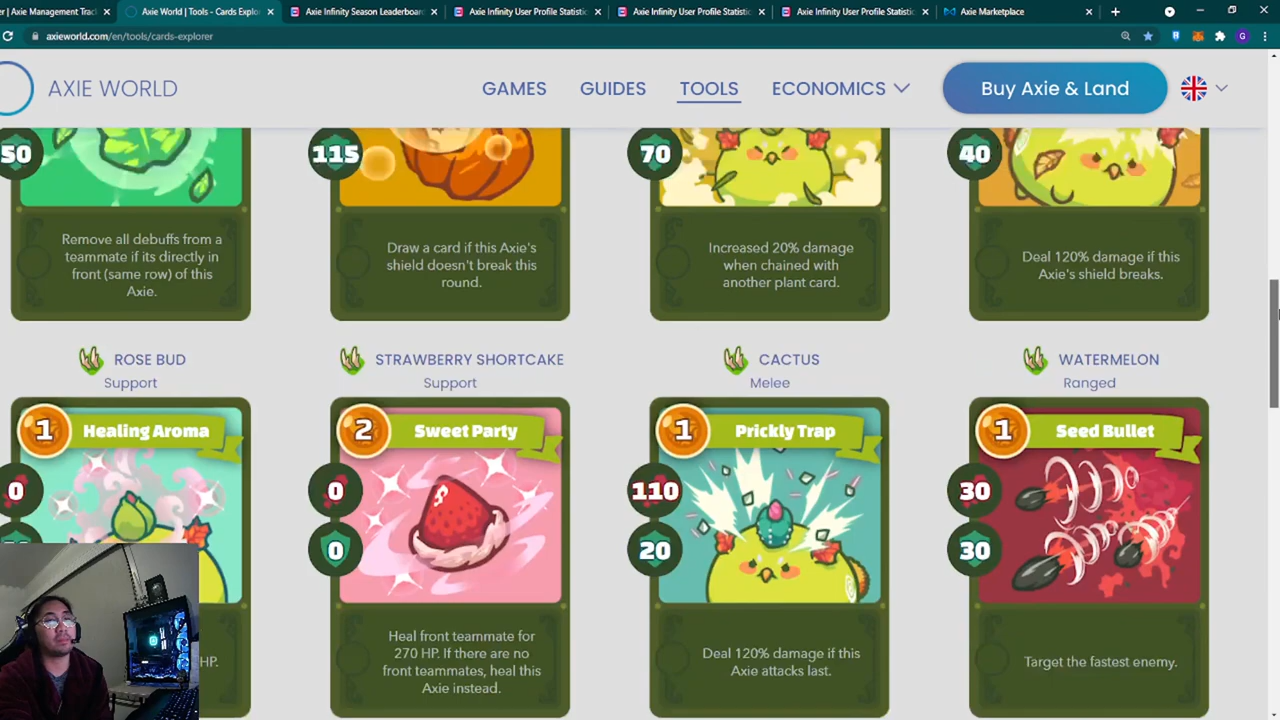 r | Axie Management Track
Axie World | Tools - Cards Explo
Axie Infinity Season Leaderboar
Axie Infinity User Profile Statistic
Axie Infinity User Profile Statistic
Axie Infinity User Profile Statistic
Axie Marketplace
axieworld.com/en/tools/cards-explorer
G
AXIE WORLD
GAMES
GUIDES
TOOLS
ECONOMICS
Buy Axie & Land
50
115
70
40
Remove all debuffs from a
teammate if its directly in
front (same row) of this
Axie.
Draw a card if this Axie's
shield doesn't break this
round.
Increased 20% damage
when chained with
another plant card.
Deal 120% damage if this
Axie's shield breaks.
ROSE BUD
Support
STRAWBERRY SHORTCAKE
Support
CACTUS
Melee
WATERMELON
Ranged
1 Healing Aroma
0
HP.
2 Sweet Party
0
0
Heal front teammate for
270 HP. If there are no
front teammates, heal this
Axie instead.
1 Prickly Trap
110
20
Deal 120% damage if this
Axie attacks last.
1 Seed Bullet
30
30
Target the fastest enemy.